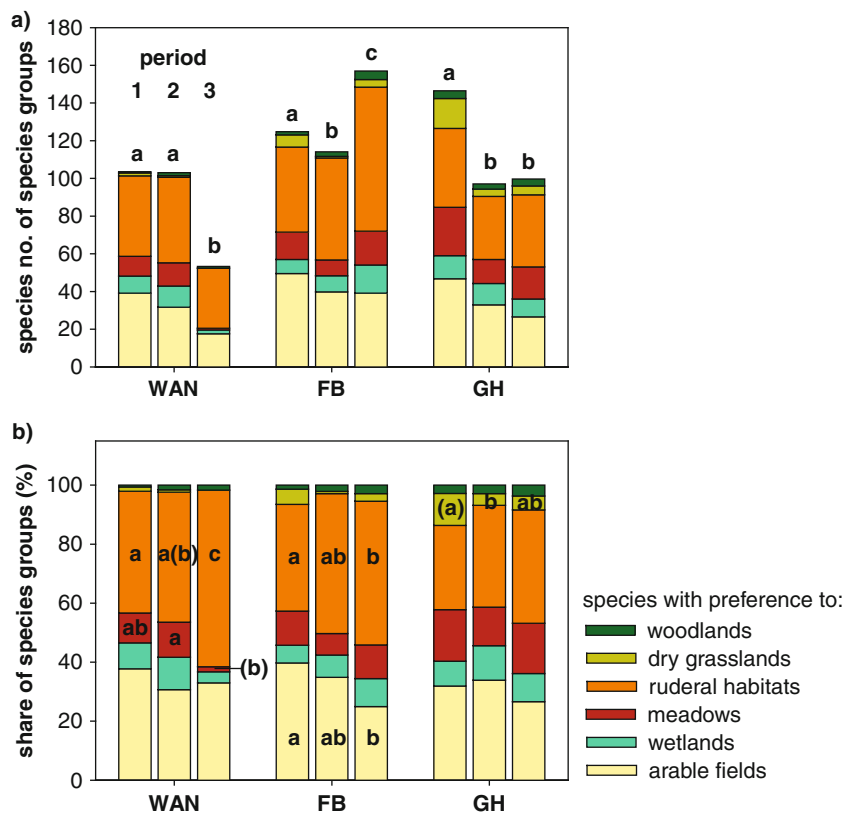 a)
species no. of species groups
180
160
140
120
100
80
60
40
20
0
period
1 2 3
a a b
a b c
a b b
WAN FB GH
b)
share of species groups (%)
100
80
60
40
20
0
a a(b) c
ab a (b)
a ab b
a ab b
(a) b ab
WAN FB GH
species with preference to:
woodlands
dry grasslands
ruderal habitats
meadows
wetlands
arable fields